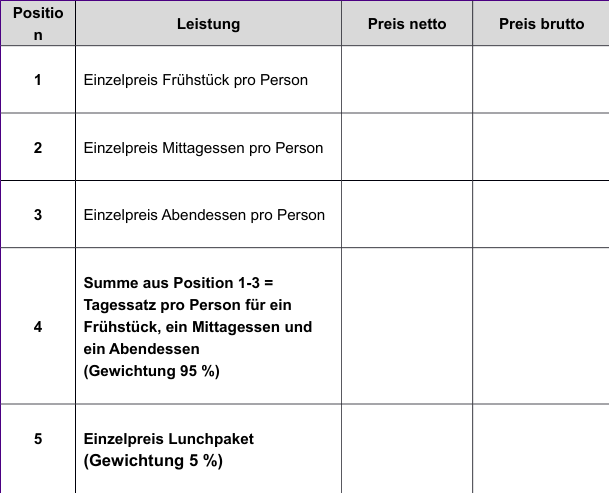 Positio
n
Leistung
Preis netto
Preis brutto
1
Einzelpreis Frühstück pro Person
2
Einzelpreis Mittagessen pro Person
3
Einzelpreis Abendessen pro Person
4
Summe aus Position 1-3 =
Tagessatz pro Person für ein
Frühstück, ein Mittagessen und
ein Abendessen
(Gewichtung 95 %)
5
Einzelpreis Lunchpaket
(Gewichtung 5 %)